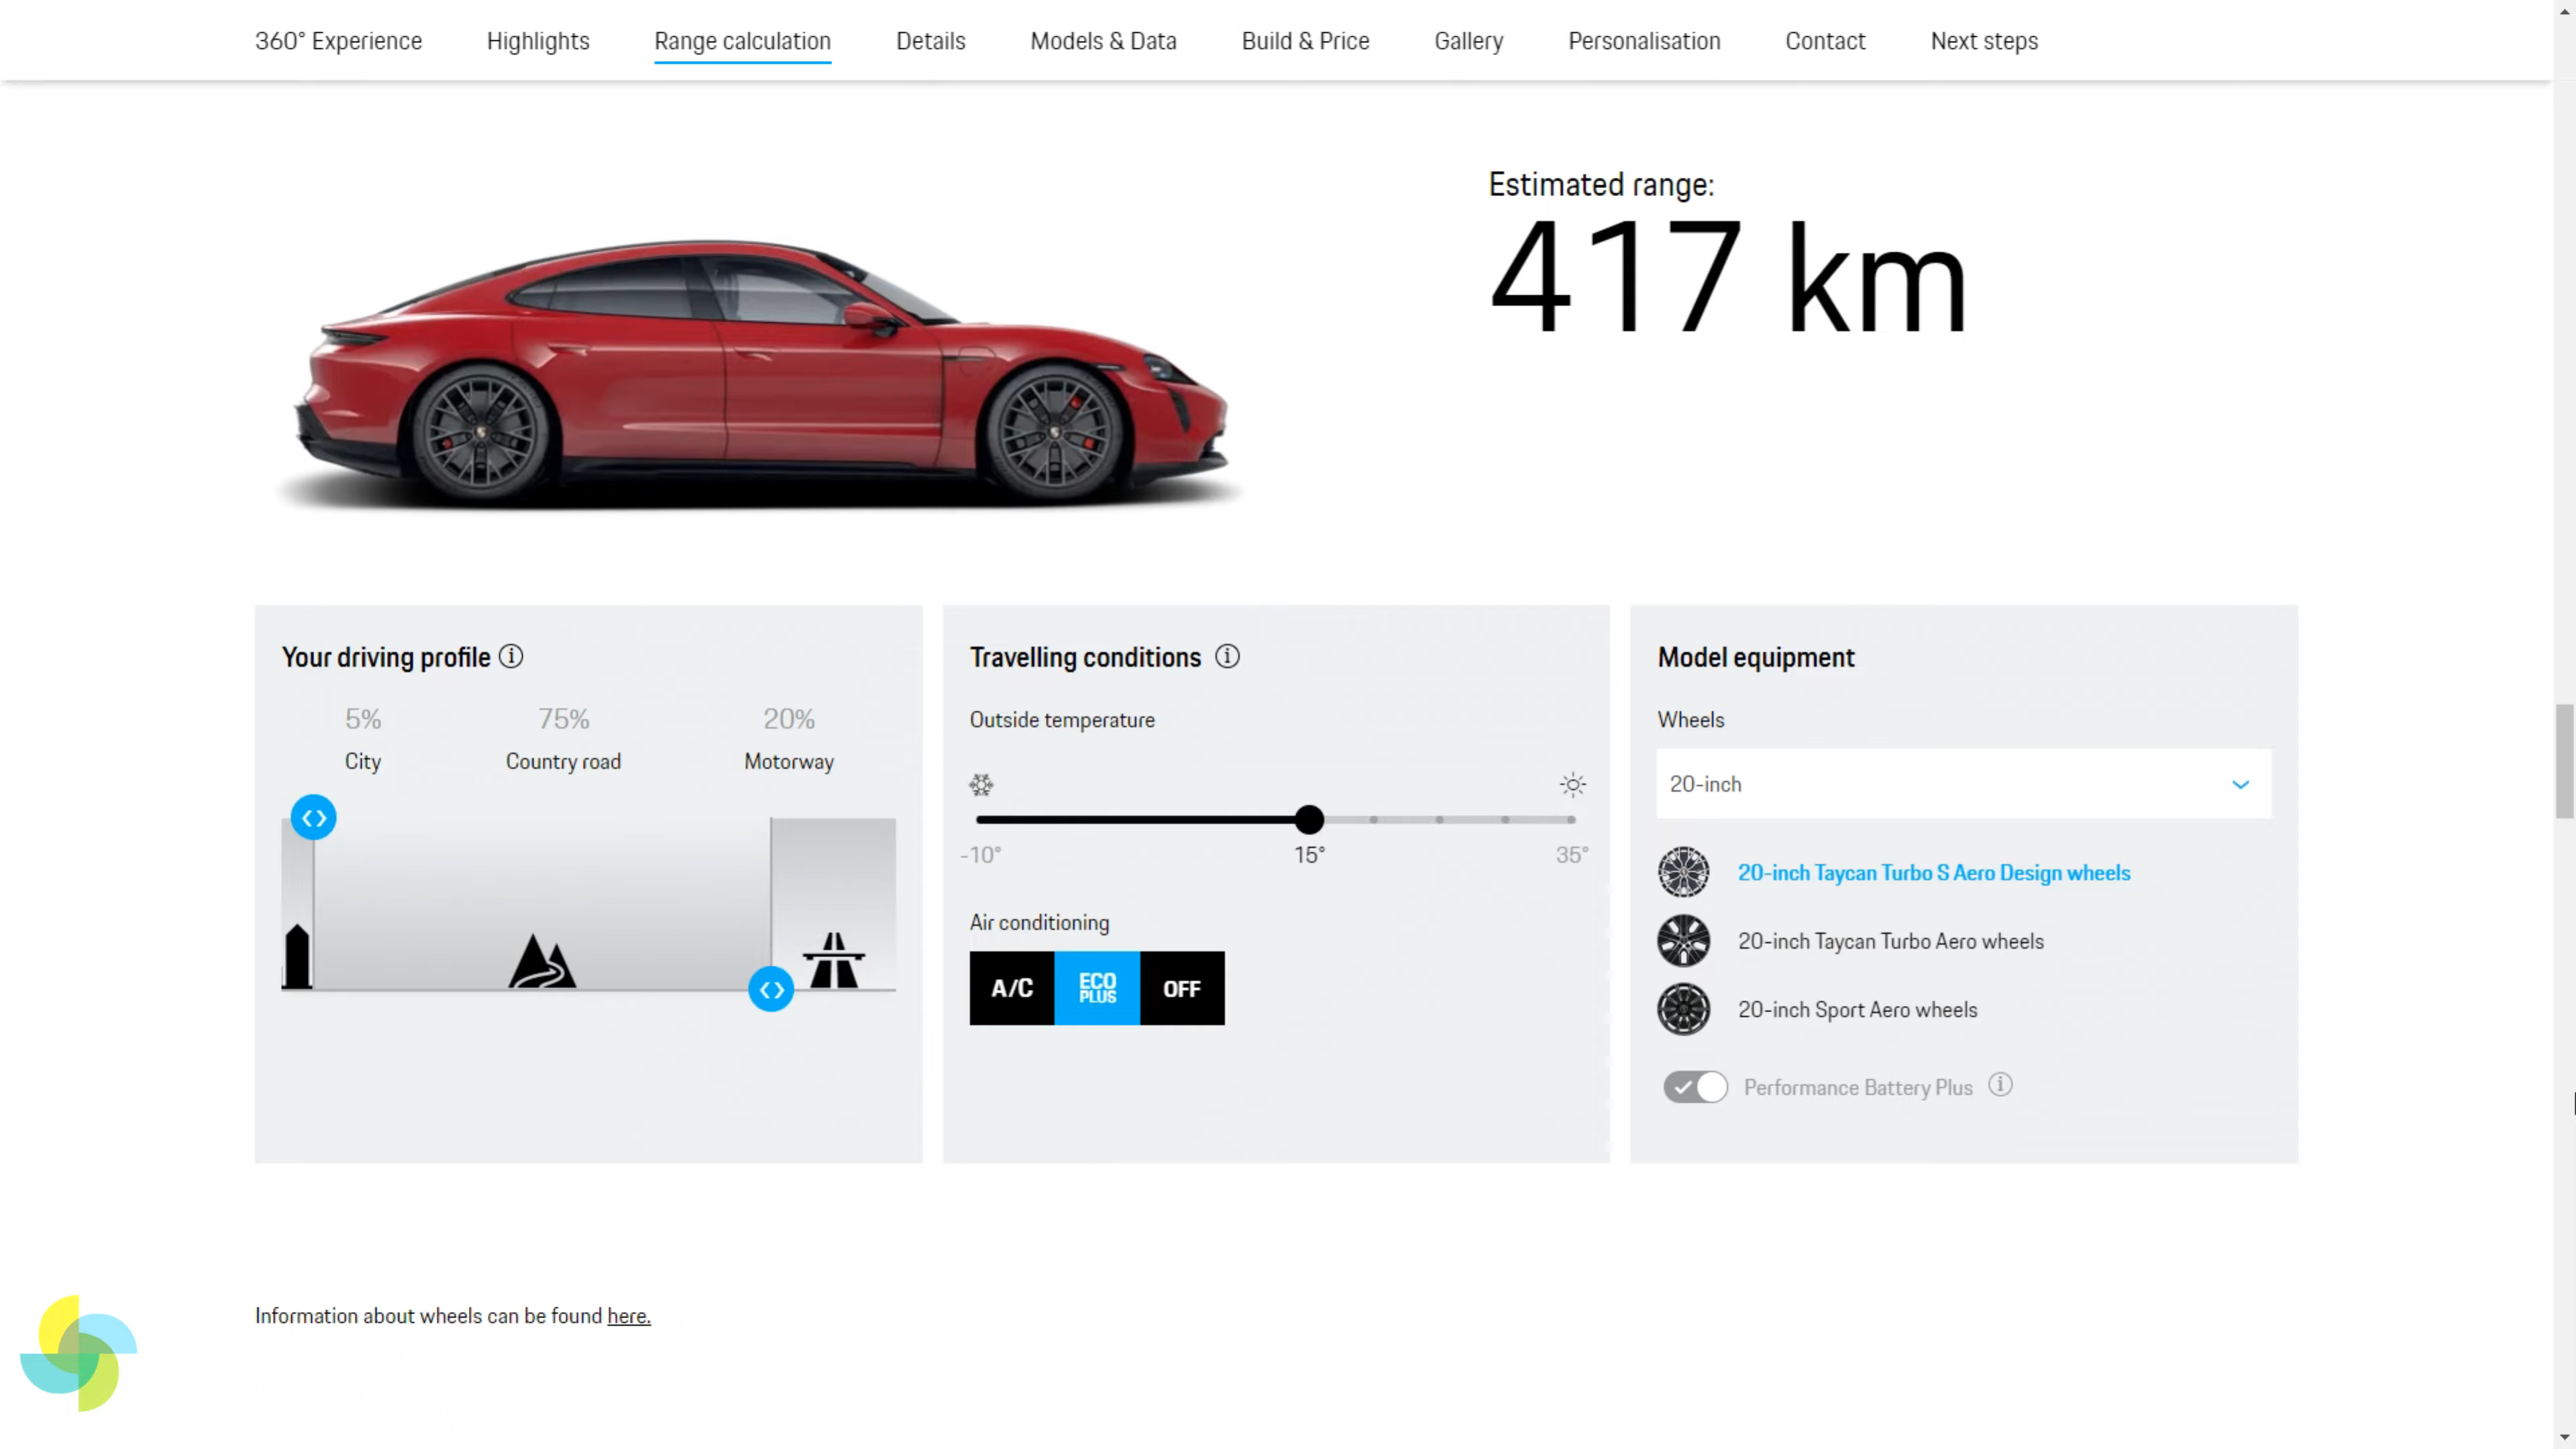 360° Experience Highlights Range calculation Details Models & Data Build & Price Gallery Personalisation Contact Next steps
Estimated range:
417 km
Your driving profile
5% 75% 20%
City Country road Motorway
Travelling conditions
Outside temperature
-10° 15° 35°
Air conditioning
A/C ECO PLUS OFF
Model equipment
Wheels
20-inch
20-inch Taycan Turbo S Aero Design wheels
20-inch Taycan Turbo Aero wheels
20-inch Sport Aero wheels
Performance Battery Plus
Information about wheels can be found here.